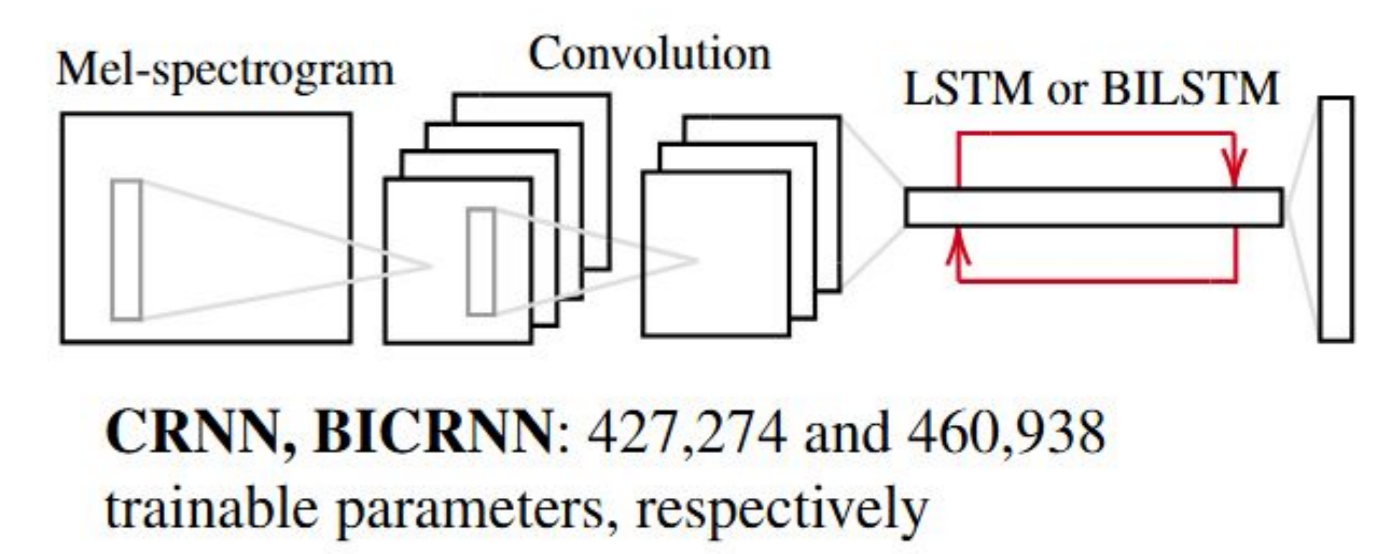 Mel-spectrogram
Convolution
LSTM or BILSTM
CRNN, BICRNN: 427,274 and 460,938
trainable parameters, respectively